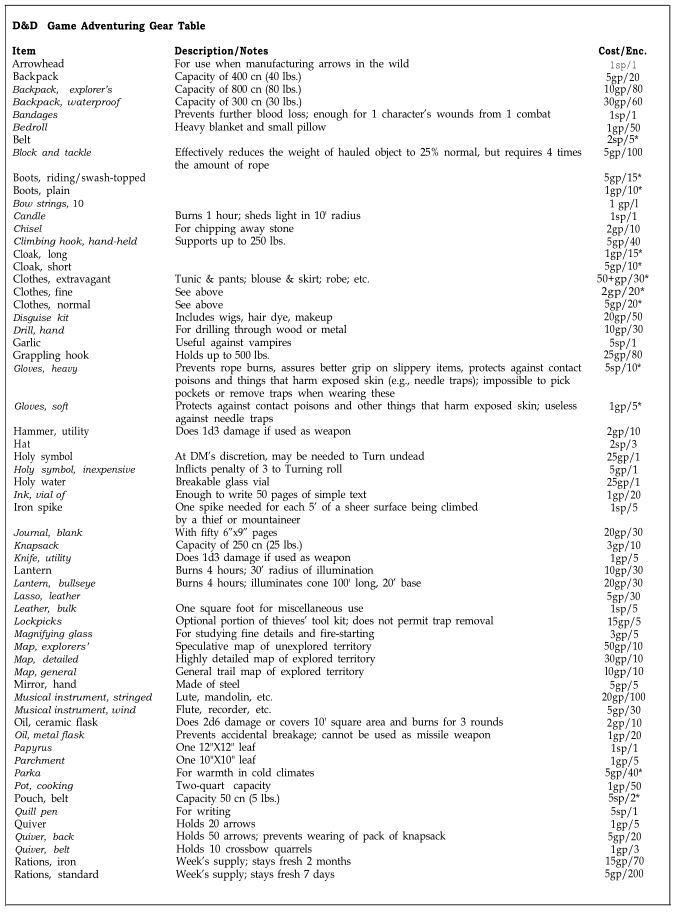 D&D Game Adventuring Gear Table
Item Description/Notes Cost/Enc.
Arrowhead For use when manufacturing arrows in the wild 1sp/1
Backpack Capacity of 400 cn (40 lbs.) 5gp/20
Backpack, explorer's Capacity of 800 cn (80 lbs.) 10gp/80
Backpack, waterproof Capacity of 300 cn (30 lbs.) 30gp/60
Bandages Prevents further blood loss; enough for 1 character's wounds from 1 combat 1sp/1
Bedroll Heavy blanket and small pillow 1gp/50
Belt 2sp/5*
Block and tackle Effectively reduces the weight of hauled object to 25% normal, but requires 4 times 5gp/100
the amount of rope
Boots, riding/swash-topped 5gp/15*
Boots, plain 1gp/10*
Bow strings, 10 1 gp/l
Candle Burns 1 hour; sheds light in 10' radius 1sp/1
Chisel For chipping away stone 2gp/10
Climbing hook, hand-held Supports up to 250 lbs. 5gp/40
Cloak, long 1gp/15*
Cloak, short 5gp/10*
Clothes, extravagant Tunic & pants; blouse & skirt; robe; etc. 50+gp/30*
Clothes, fine See above 2gp/20*
Clothes, normal See above 5gp/20*
Disguise kit Includes wigs, hair dye, makeup 20gp/50
Drill, hand For drilling through wood or metal 10gp/30
Garlic Useful against vampires 5sp/1
Grappling hook Holds up to 500 lbs. 25gp/80
Gloves, heavy Prevents rope burns, assures better grip on slippery items, protects against contact 5sp/10*
poisons and things that harm exposed skin (e.g., needle traps); impossible to pick
pockets or remove traps when wearing these
Gloves, soft Protects against contact poisons and other things that harm exposed skin; useless 1gp/5*
against needle traps
Hammer, utility Does 1d3 damage if used as weapon 2gp/10
Hat 2sp/3
Holy symbol At DM's discretion, may be needed to Turn undead 25gp/1
Holy symbol, inexpensive Inflicts penalty of 3 to Turning roll 5gp/1
Holy water Breakable glass vial 25gp/1
Ink, vial of Enough to write 50 pages of simple text 1gp/20
Iron spike One spike needed for each 5' of a sheer surface being climbed 1sp/5
by a thief or mountaineer
Journal, blank With fifty 6"x9" pages 20gp/30
Knapsack Capacity of 250 cn (25 lbs.) 3gp/10
Knife, utility Does 1d3 damage if used as weapon 1gp/5
Lantern Burns 4 hours; 30' radius of illumination 10gp/30
Lantern, bullseye Burns 4 hours; illuminates cone 100' long, 20' base 20gp/30
Lasso, leather 5gp/30
Leather, bulk One square foot for miscellaneous use 1sp/5
Lockpicks Optional portion of thieves' tool kit; does not permit trap removal 15gp/5
Magnifying glass For studying fine details and fire-starting 3gp/5
Map, explorers' Speculative map of unexplored territory 50gp/10
Map, detailed Highly detailed map of explored territory 30gp/10
Map, general General trail map of explored territory 10gp/10
Mirror, hand Made of steel 5gp/5
Musical instrument, stringed Lute, mandolin, etc. 20gp/100
Musical instrument, wind Flute, recorder, etc. 5gp/30
Oil, ceramic flask Does 2d6 damage or covers 10' square area and burns for 3 rounds 2gp/10
Oil, metal flask Prevents accidental breakage; cannot be used as missile weapon 1gp/20
Papyrus One 12"X12" leaf 1sp/1
Parchment One 10"X10" leaf 1gp/5
Parka For warmth in cold climates 5gp/40*
Pot, cooking Two-quart capacity 1gp/50
Pouch, belt Capacity 50 cn (5 lbs.) 5sp/2*
Quill pen For writing 5sp/1
Quiver Holds 20 arrows 1gp/5
Quiver, back Holds 50 arrows; prevents wearing of pack of knapsack 5gp/20
Quiver, belt Holds 10 crossbow quarrels 1gp/3
Rations, iron Week's supply; stays fresh 2 months 15gp/70
Rations, standard Week's supply; stays fresh 7 days 5gp/200